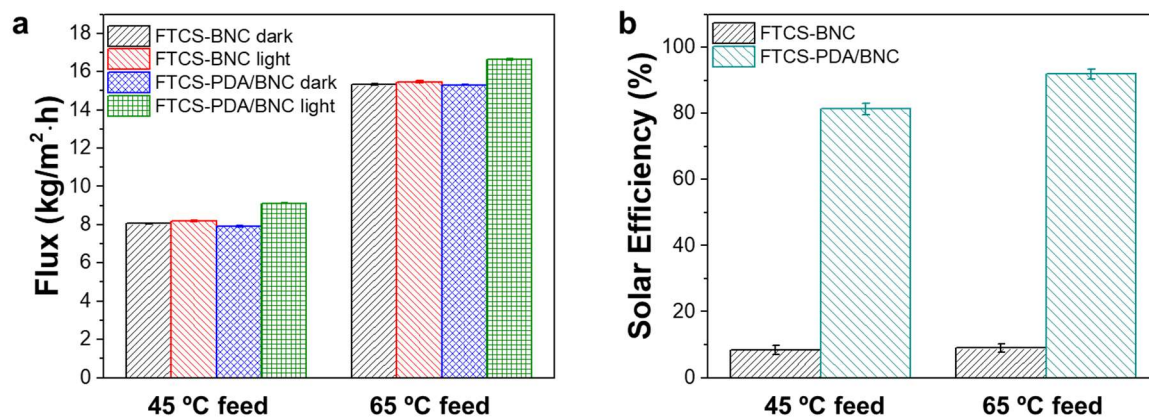 a
Flux (kg/m²·h)
18
16
14
12
10
8
6
4
2
0
FTCS-BNC dark
FTCS-BNC light
FTCS-PDA/BNC dark
FTCS-PDA/BNC light
45 ºC feed
65 ºC feed
b
Solar Efficiency (%)
100
80
60
40
20
0
FTCS-BNC
FTCS-PDA/BNC
45 ºC feed
65 ºC feed